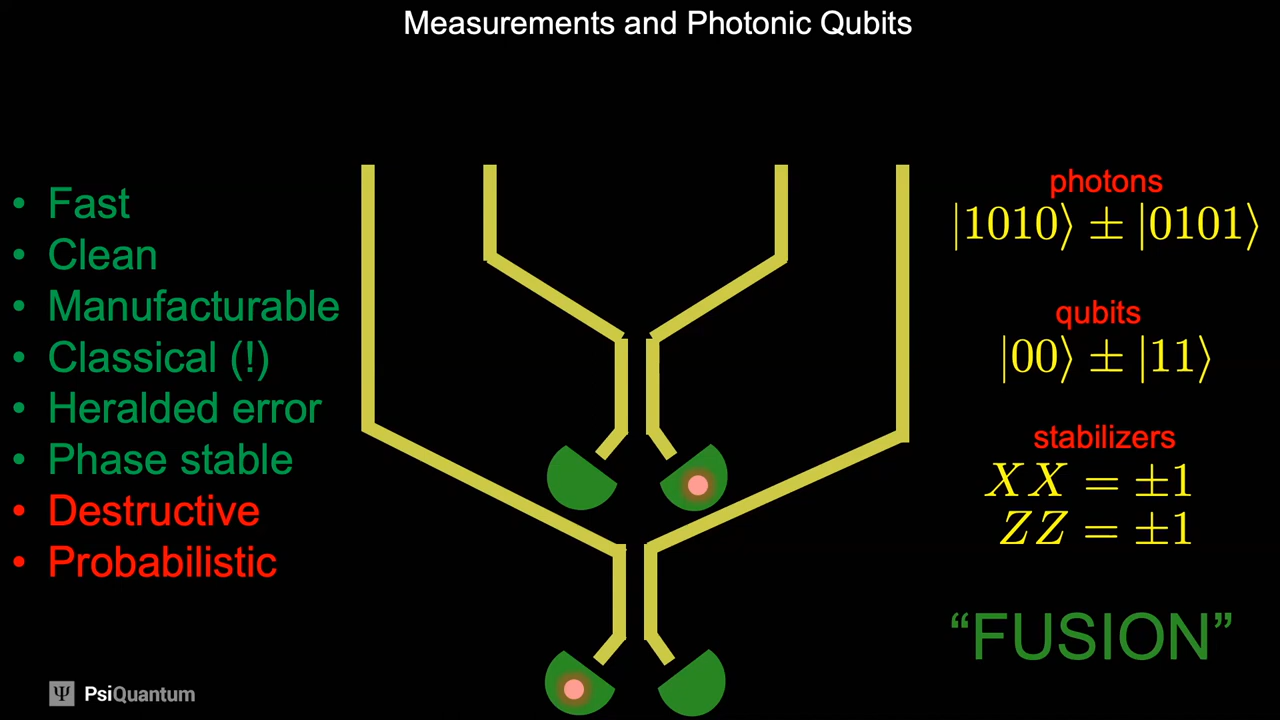 Measurements and Photonic Qubits
• Fast
• Clean
• Manufacturable
• Classical (!)
• Heralded error
• Phase stable
• Destructive
• Probabilistic
photons
|1010⟩ ± |0101⟩
qubits
|00⟩ ± |11⟩
stabilizers
XX = ±1
ZZ = ±1
“FUSION”
Ψ PsiQuantum